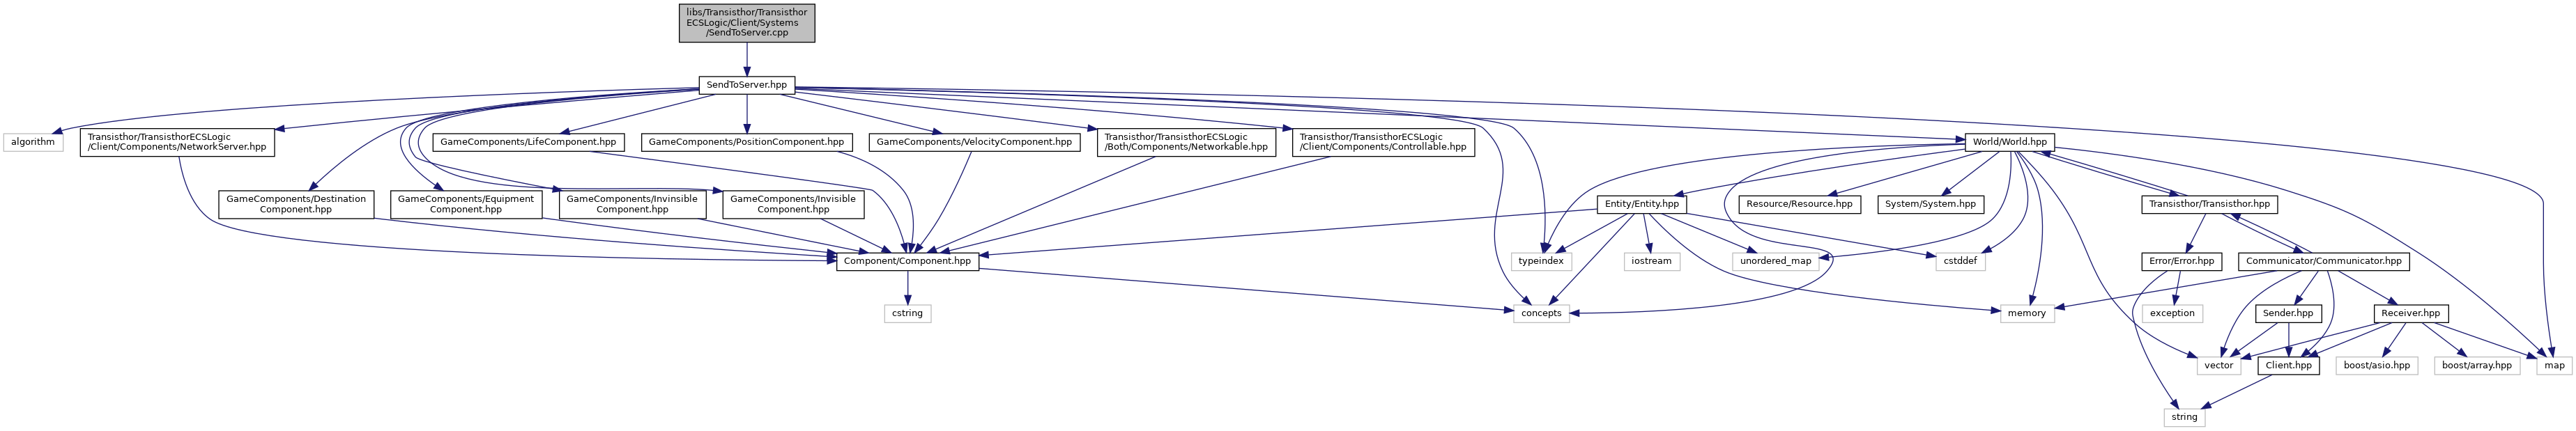 libs/Transisthor/Transisthor
ECSLogic/Client/Systems
/SendToServer.cpp
SendToServer.hpp
algorithm
Transisthor/TransisthorECSLogic
/Client/Components/NetworkServer.hpp
GameComponents/LifeComponent.hpp
GameComponents/PositionComponent.hpp
GameComponents/VelocityComponent.hpp
Transisthor/TransisthorECSLogic
/Both/Components/Networkable.hpp
Transisthor/TransisthorECSLogic
/Client/Components/Controllable.hpp
World/World.hpp
GameComponents/Destination
Component.hpp
GameComponents/Equipment
Component.hpp
GameComponents/Invinsible
Component.hpp
GameComponents/Invisible
Component.hpp
Entity/Entity.hpp
Resource/Resource.hpp
System/System.hpp
Transisthor/Transisthor.hpp
Component/Component.hpp
typeindex
iostream
unordered_map
cstddef
Error/Error.hpp
Communicator/Communicator.hpp
cstring
concepts
memory
exception
Sender.hpp
Receiver.hpp
vector
Client.hpp
boost/asio.hpp
boost/array.hpp
map
string